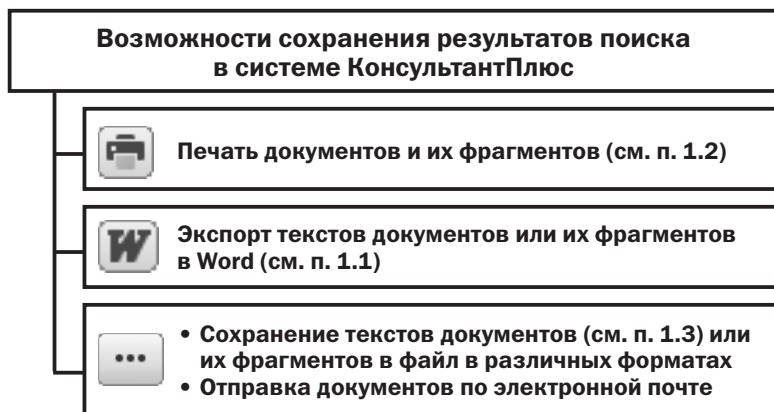 Возможности сохранения результатов поиска
в системе КонсультантПлюс
Печать документов и их фрагментов (см. п. 1.2)
W
Экспорт текстов документов или их фрагментов
в Word (см. п. 1.1)
• Сохранение текстов документов (см. п. 1.3) или
их фрагментов в файл в различных форматах
• Отправка документов по электронной почте